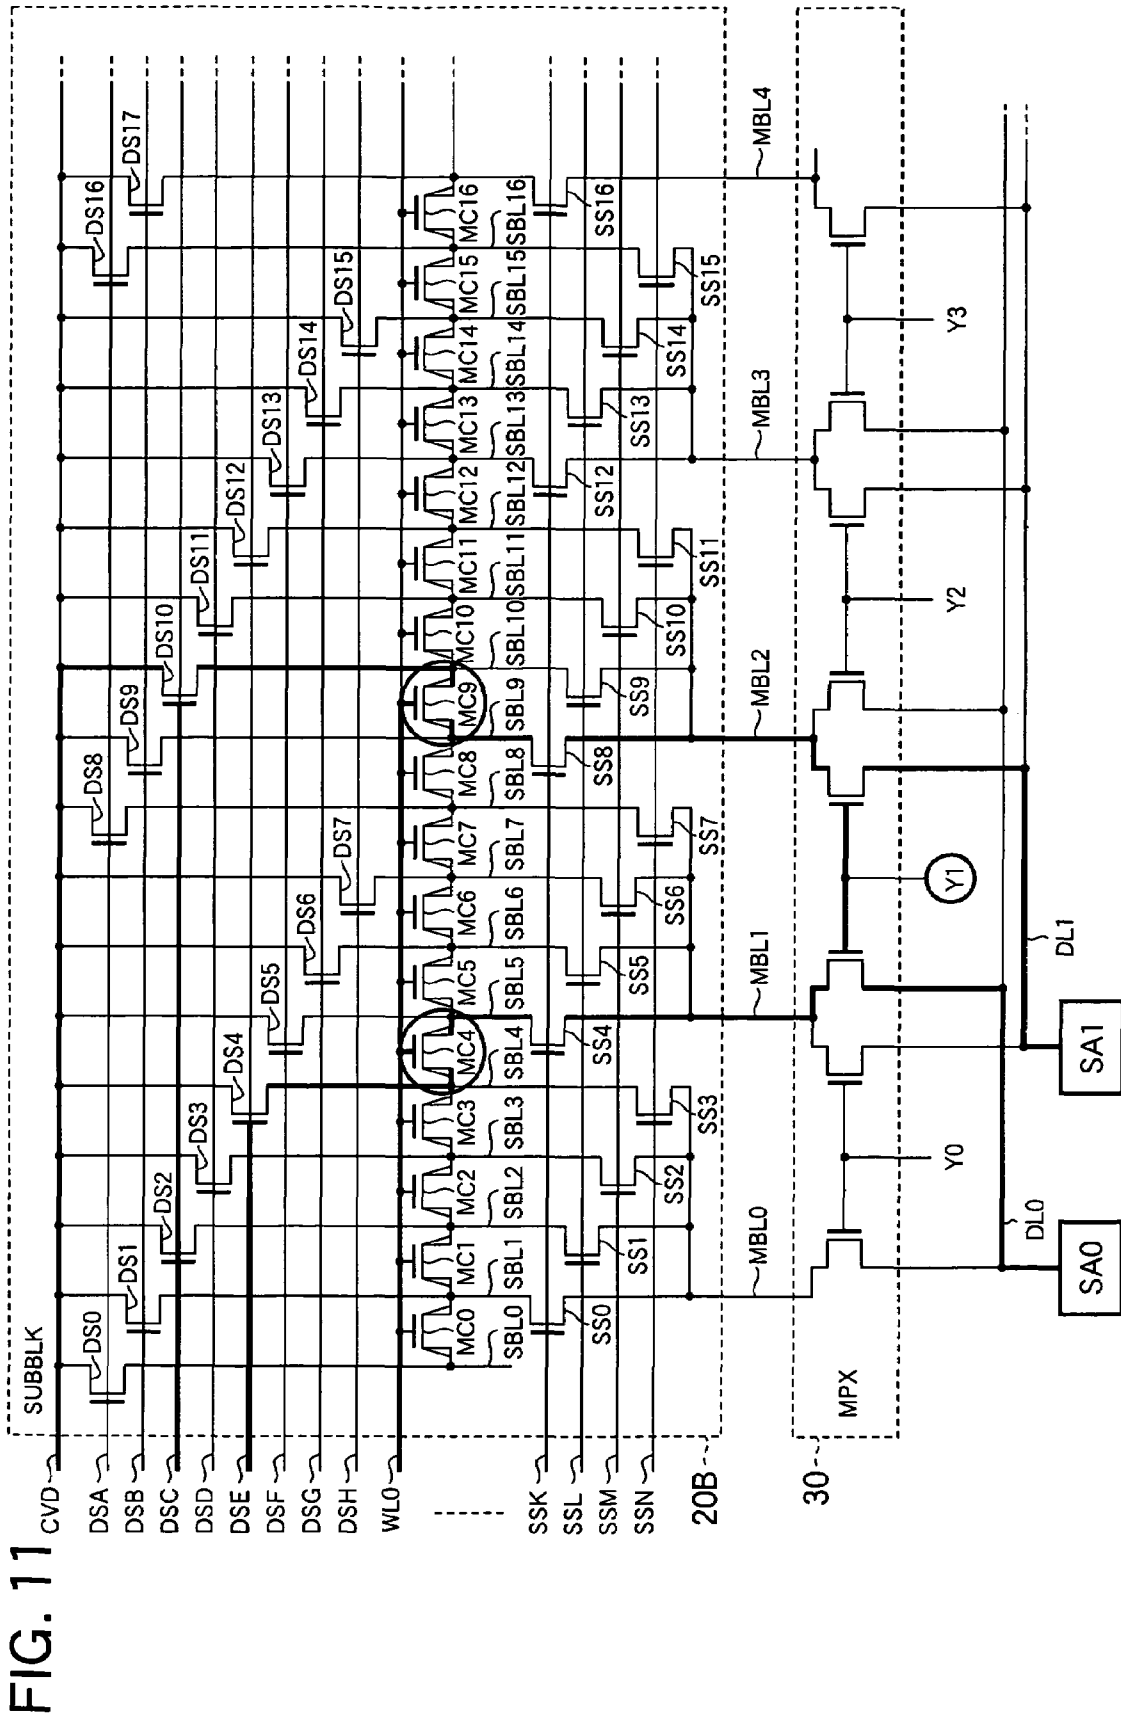 FIG. 11
SUBBLK
CVD
DSA
DSB
DSC
DSD
DSE
DSF
DSG
DSH
WL0
SSK
SSL
SSM
SSN
20B
30
MPX
DS0
DS1
DS2
DS3
DS4
DS5
DS6
DS7
DS8
DS9
DS10
DS11
DS12
DS13
DS14
DS15
DS16
DS17
MC0
MC1
MC2
MC3
MC4
MC5
MC6
MC7
MC8
MC9
MC10
MC11
MC12
MC13
MC14
MC15
MC16
SBL0
SBL1
SBL2
SBL3
SBL4
SBL5
SBL6
SBL7
SBL8
SBL9
SBL10
SBL11
SBL12
SBL13
SBL14
SBL15
SBL16
SS0
SS1
SS2
SS3
SS4
SS5
SS6
SS7
SS8
SS9
SS10
SS11
SS12
SS13
SS14
SS15
SS16
MBL0
MBL1
MBL2
MBL3
MBL4
Y0
Y1
Y2
Y3
DL0
DL1
SA0
SA1